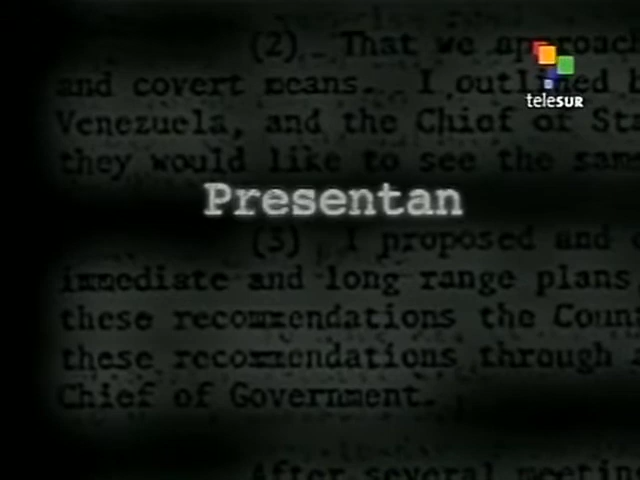 (2) That we approach
and covert means. I outlined b
teleSUR
Venezuela, and the Chief of Sta
they would like to see the same
Presentan
(3) I proposed and
immediate and long range plans
these recommendations the Coun
these recommendations through
Chief of Government.
After several meeting